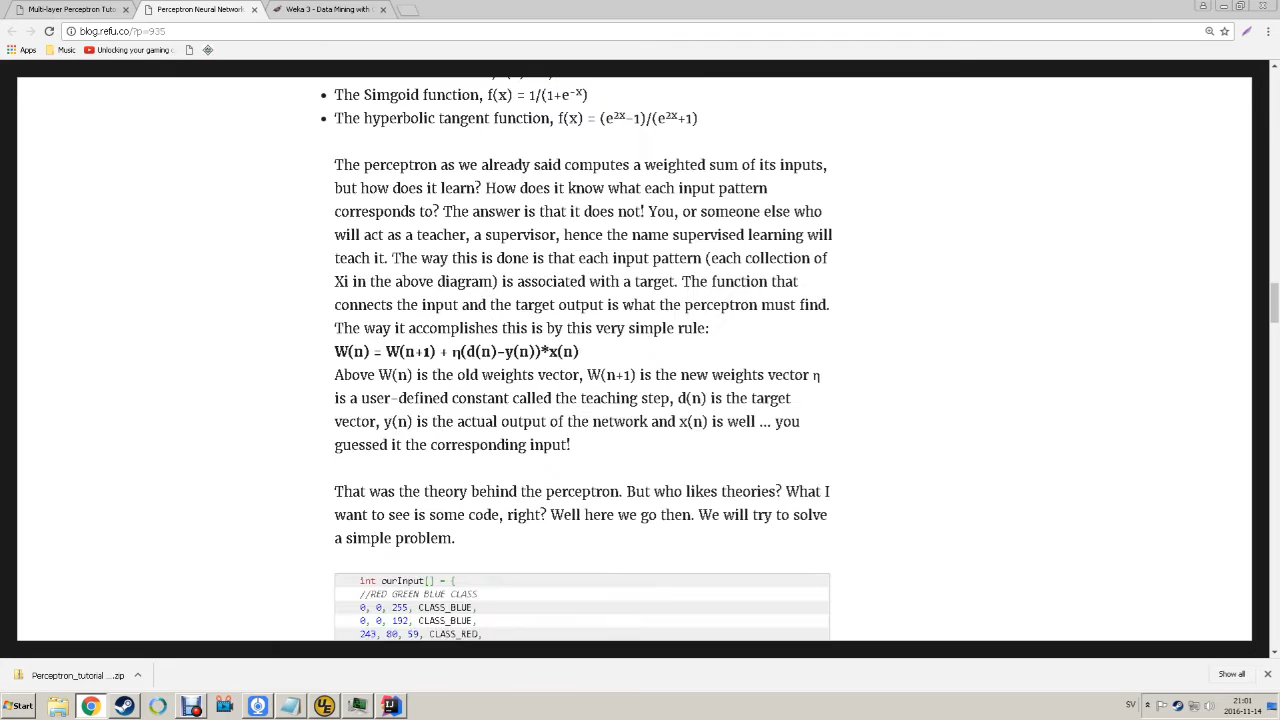 Multi-layer Perceptron Tuto
Perceptron Neural Network
Weka 3 - Data Mining with O
blog.refu.co/?p=935
Apps
Music
Unlocking your gaming c
• The Simgoid function, f(x) = 1/(1+e⁻ˣ)
• The hyperbolic tangent function, f(x) = (e²ˣ−1)/(e²ˣ+1)
The perceptron as we already said computes a weighted sum of its inputs,
but how does it learn? How does it know what each input pattern
corresponds to? The answer is that it does not! You, or someone else who
will act as a teacher, a supervisor, hence the name supervised learning will
teach it. The way this is done is that each input pattern (each collection of
Xi in the above diagram) is associated with a target. The function that
connects the input and the target output is what the perceptron must find.
The way it accomplishes this is by this very simple rule:
W(n) = W(n+1) + η(d(n)-y(n))*x(n)
Above W(n) is the old weights vector, W(n+1) is the new weights vector η
is a user-defined constant called the teaching step, d(n) is the target
vector, y(n) is the actual output of the network and x(n) is well ... you
guessed it the corresponding input!
That was the theory behind the perceptron. But who likes theories? What I
want to see is some code, right? Well here we go then. We will try to solve
a simple problem.
int ourInput[] = {
//RED GREEN BLUE CLASS
0, 0, 255, CLASS_BLUE,
0, 0, 192, CLASS_BLUE,
243, 80, 59, CLASS_RED,
Perceptron_tutorial ....zip
Show all
Start
SV
21:01
2016-11-14